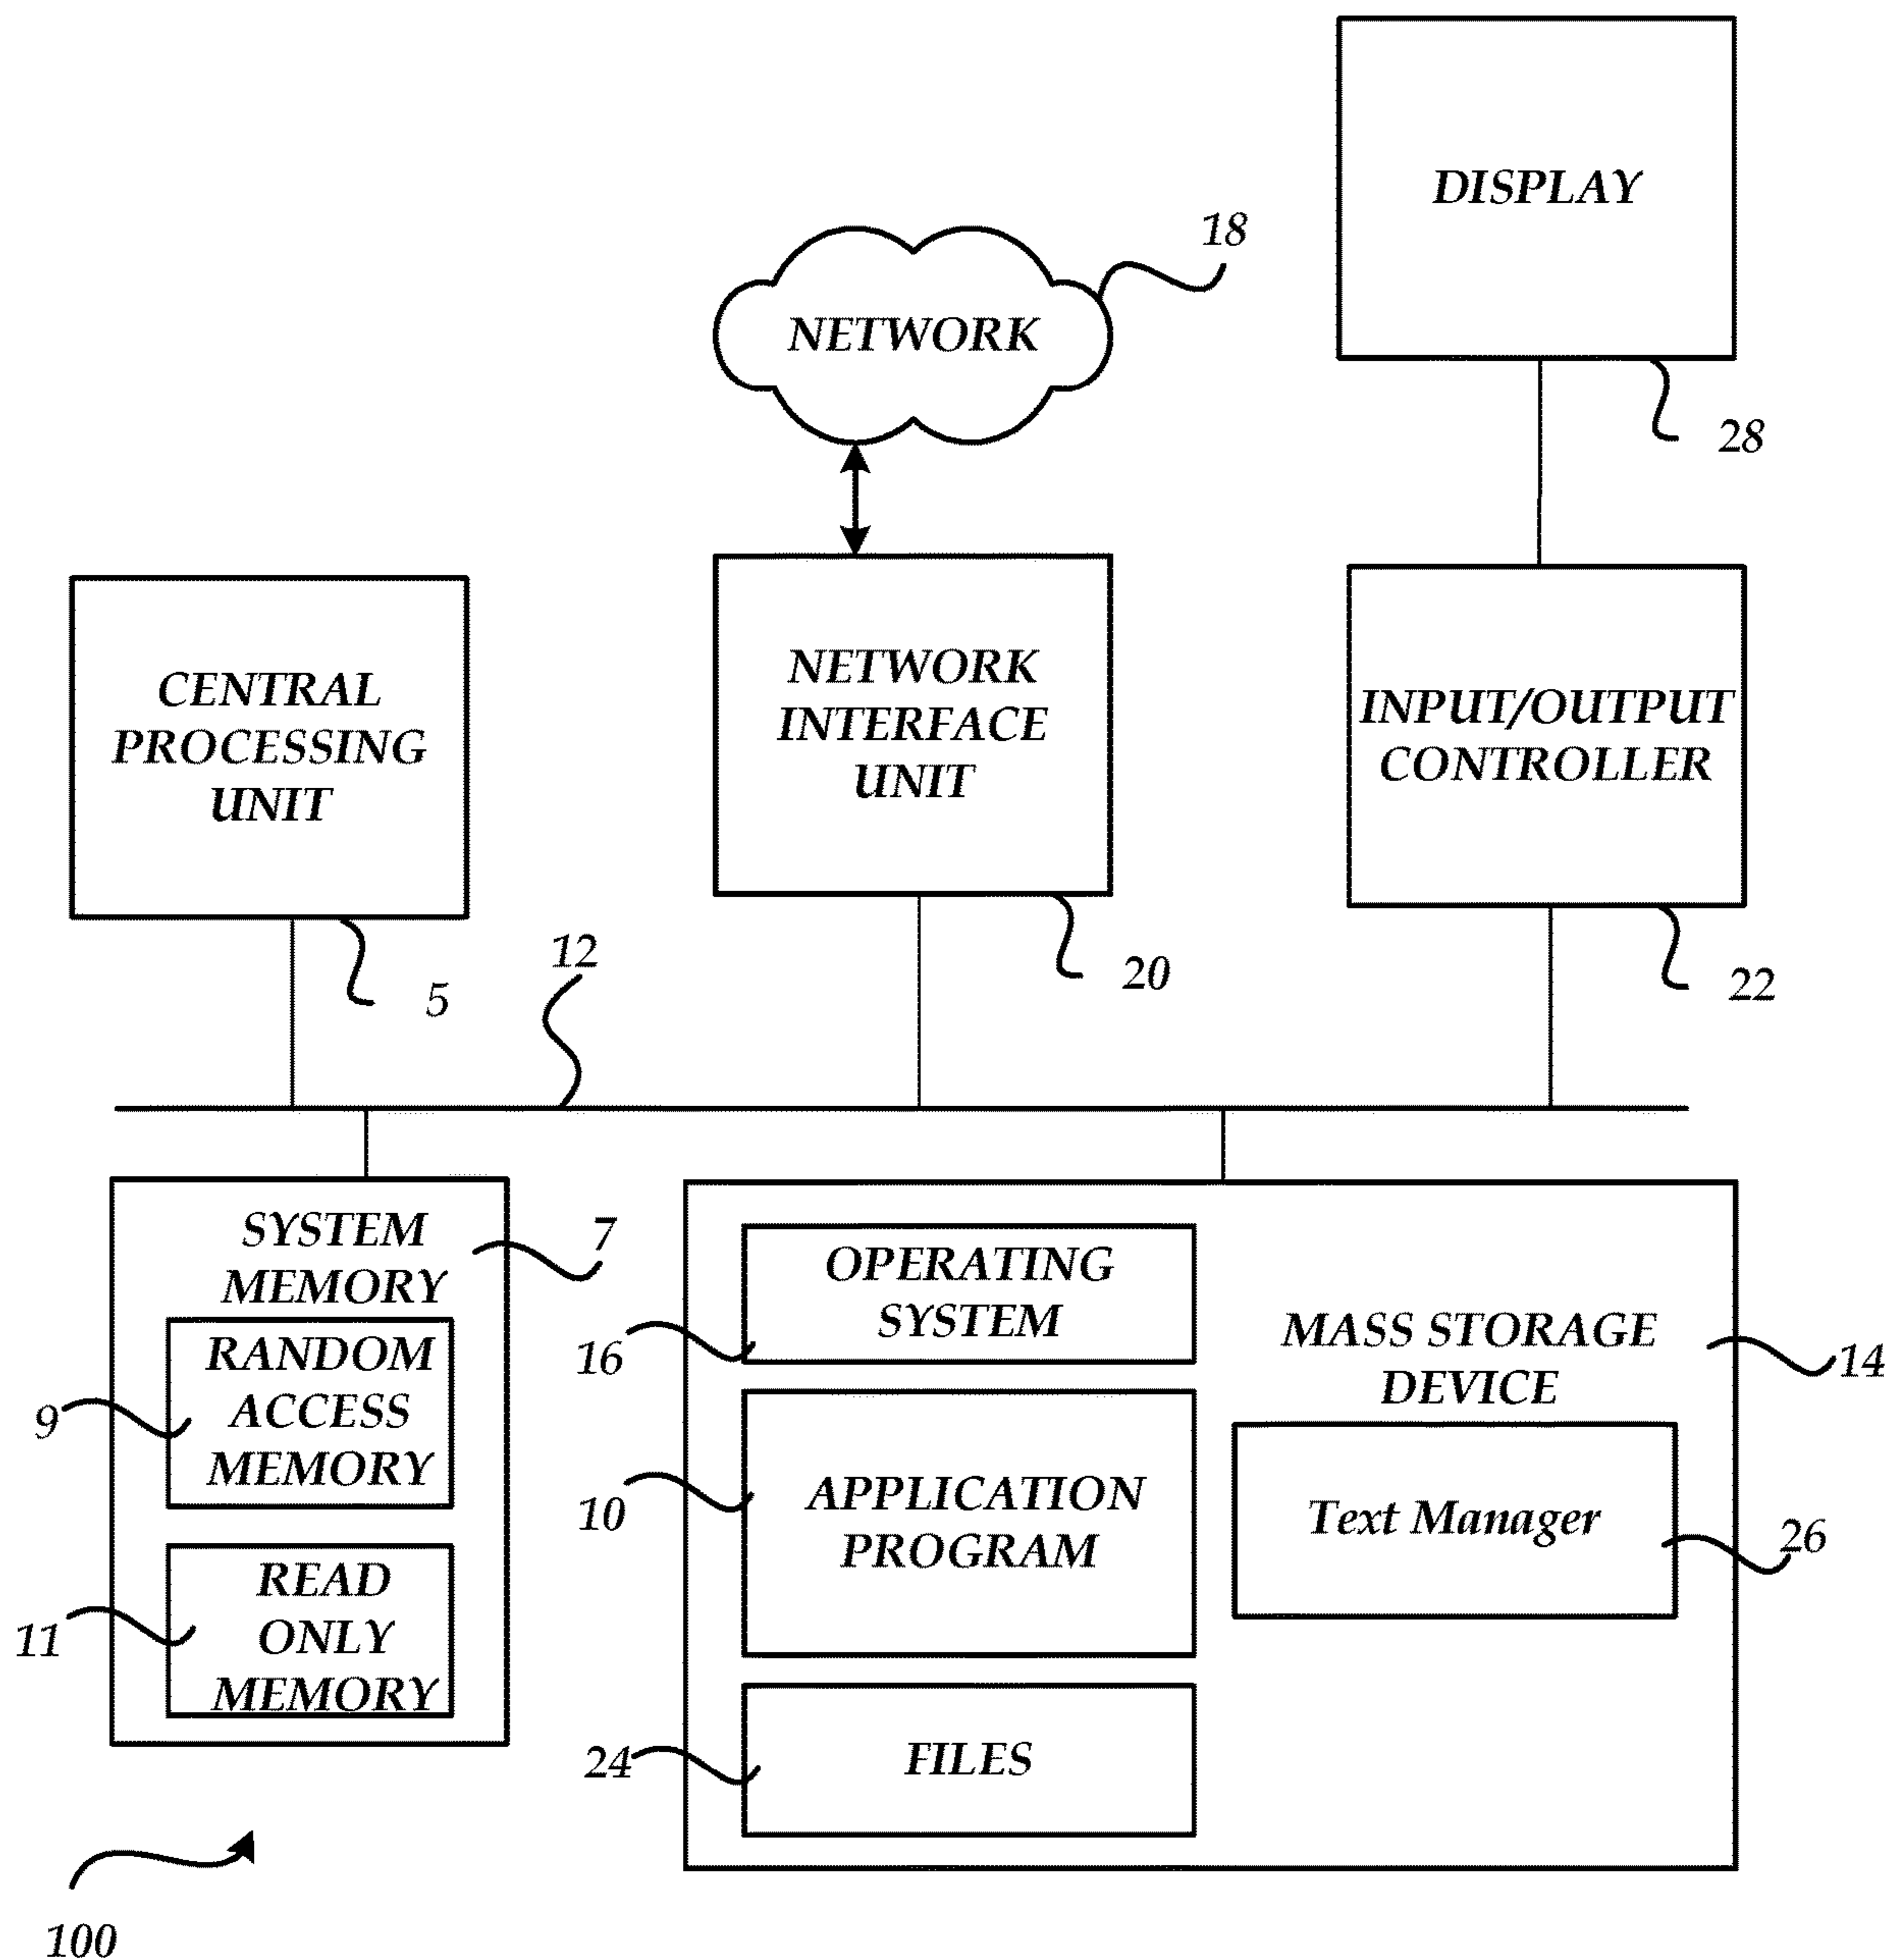 DISPLAY
28
18
NETWORK
CENTRAL
PROCESSING
UNIT
5
NETWORK
INTERFACE
UNIT
20
INPUT/OUTPUT
CONTROLLER
22
12
SYSTEM
MEMORY
7
RANDOM
ACCESS
MEMORY
9
READ
ONLY
MEMORY
11
OPERATING
SYSTEM
16
MASS STORAGE
DEVICE
14
APPLICATION
PROGRAM
10
Text Manager
26
FILES
24
100